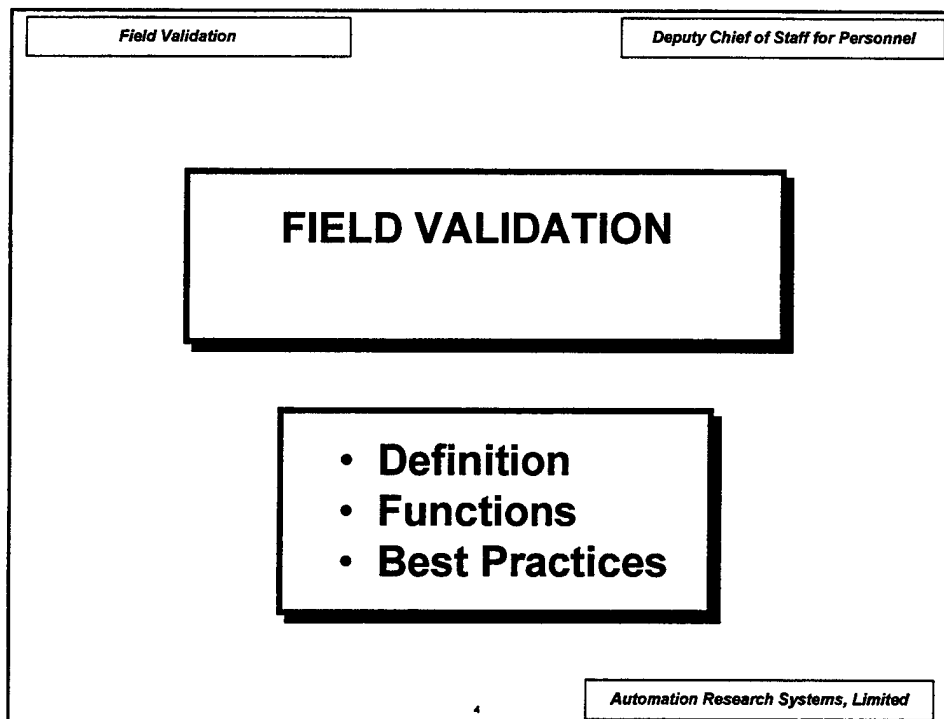 Field Validation
Deputy Chief of Staff for Personnel
FIELD VALIDATION
• Definition
• Functions
• Best Practices
4
Automation Research Systems, Limited